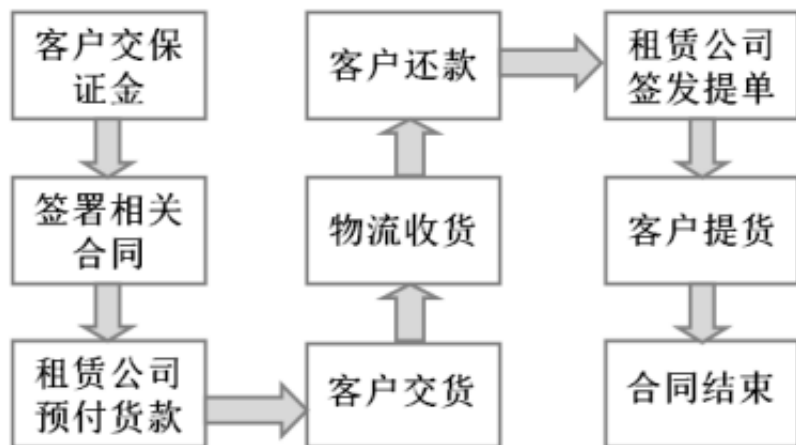 客户交保
证金
签署相关
合同
租赁公司
预付货款
客户交货
物流收货
客户还款
租赁公司
签发提单
客户提货
合同结束